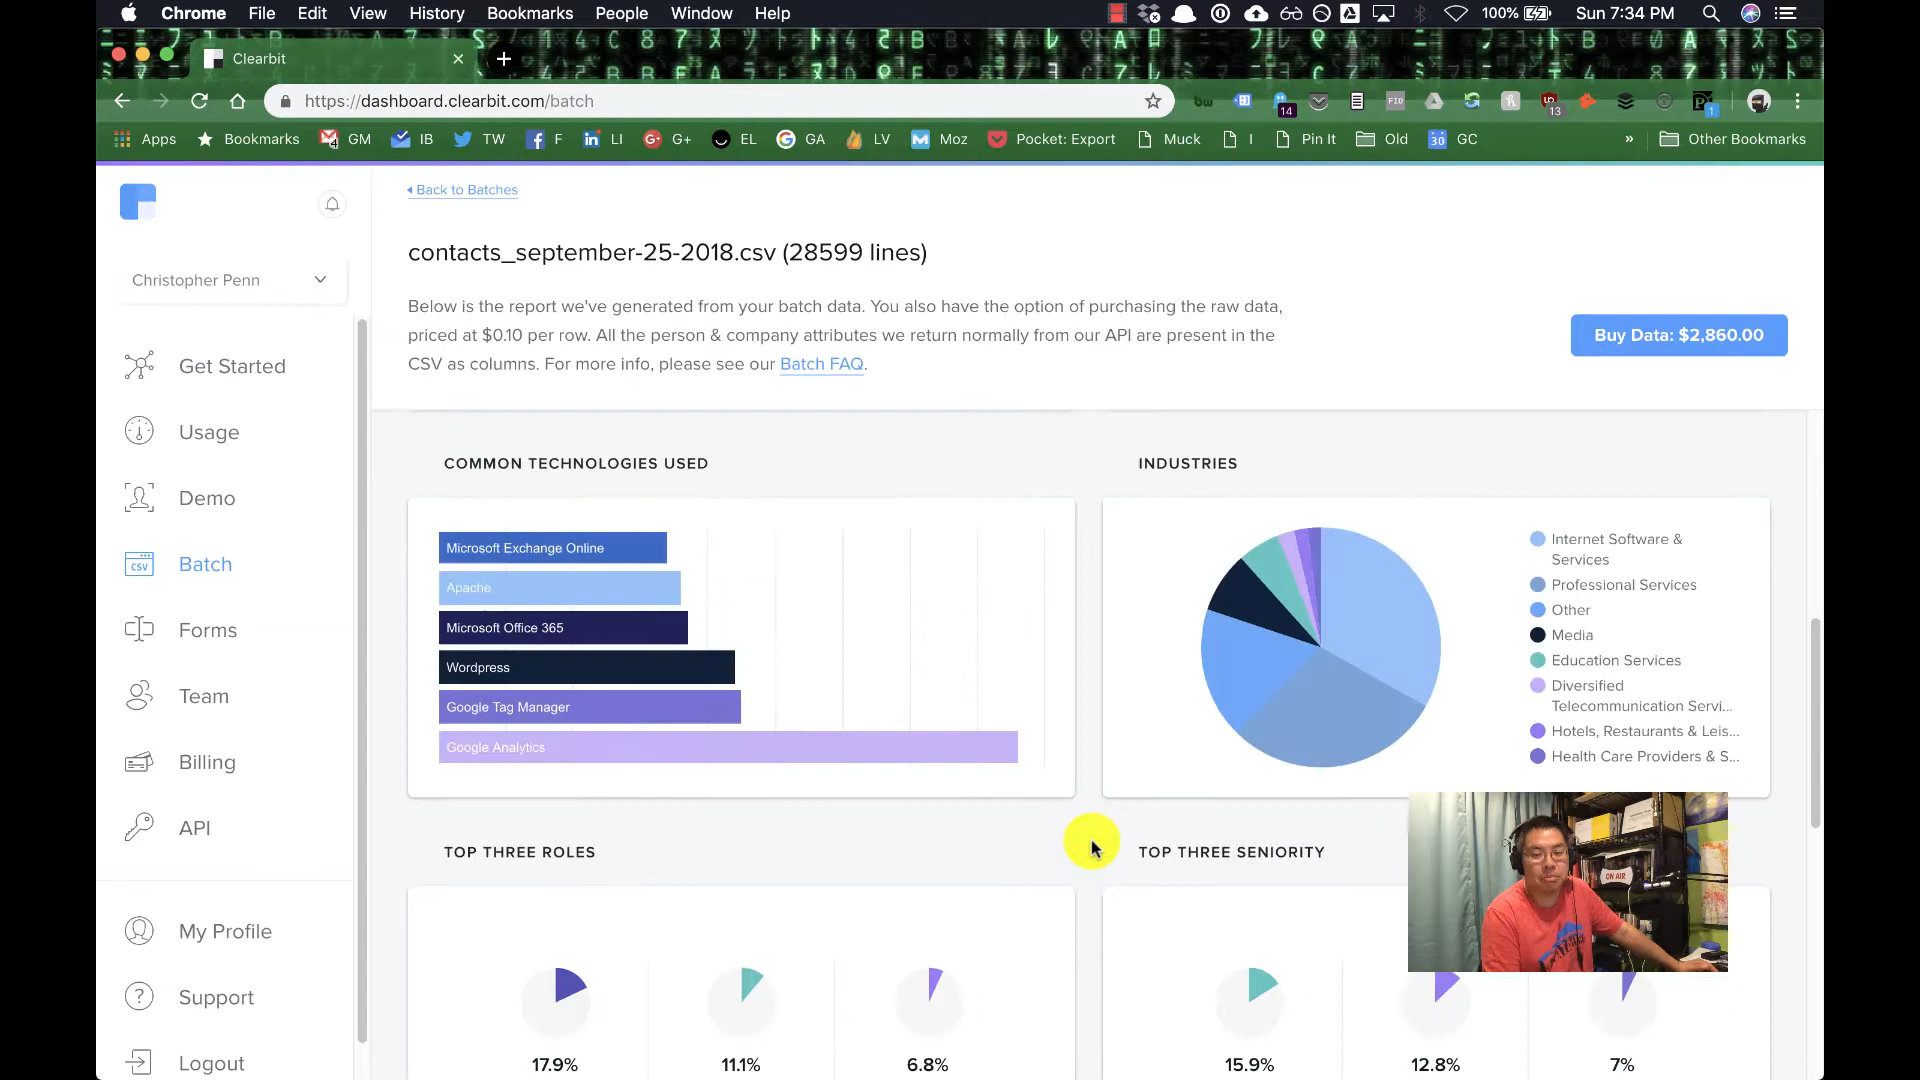 Chrome File Edit View History Bookmarks People Window Help 100% Sun 7:34 PM
Clearbit
https://dashboard.clearbit.com/batch
14 FIO 13 1
Apps Bookmarks 4 GM IB TW F LI G+ EL GA LV Moz Pocket: Export Muck I Pin It Old 30 GC » Other Bookmarks
Back to Batches
Christopher Penn
contacts_september-25-2018.csv (28599 lines)
Below is the report we've generated from your batch data. You also have the option of purchasing the raw data,
priced at $0.10 per row. All the person & company attributes we return normally from our API are present in the
CSV as columns. For more info, please see our Batch FAQ.
Buy Data: $2,860.00
Get Started
Usage
Demo
CSV Batch
Forms
Team
Billing
API
My Profile
Support
Logout
COMMON TECHNOLOGIES USED
Microsoft Exchange Online
Apache
Microsoft Office 365
Wordpress
Google Tag Manager
Google Analytics
INDUSTRIES
Internet Software &
Services
Professional Services
Other
Media
Education Services
Diversified
Telecommunication Servi...
Hotels, Restaurants & Leis...
Health Care Providers & S...
TOP THREE ROLES
17.9% 11.1% 6.8%
TOP THREE SENIORITY
15.9% 12.8% 7%
ON AIR